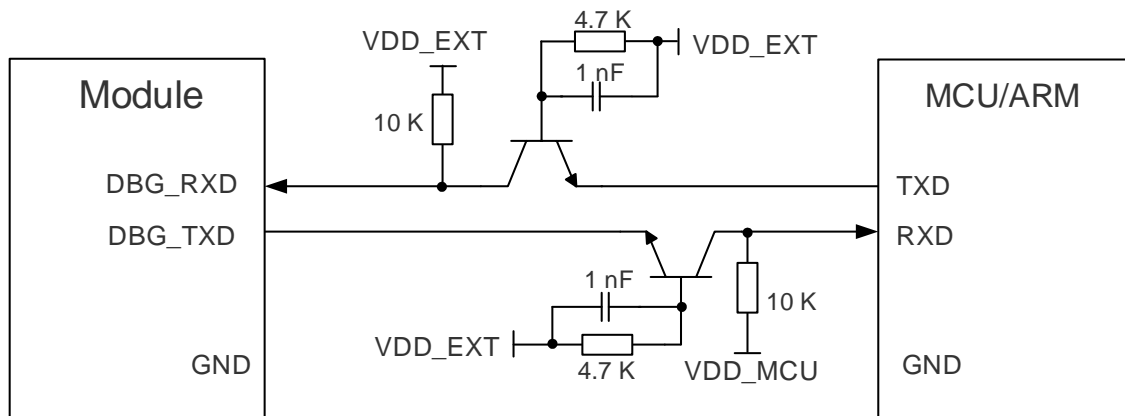 4.7 K
VDD_EXT
VDD_EXT
1 nF
Module
MCU/ARM
10 K
DBG_RXD
TXD
DBG_TXD
RXD
1 nF
10 K
VDD_EXT
GND
4.7 K
VDD_MCU
GND